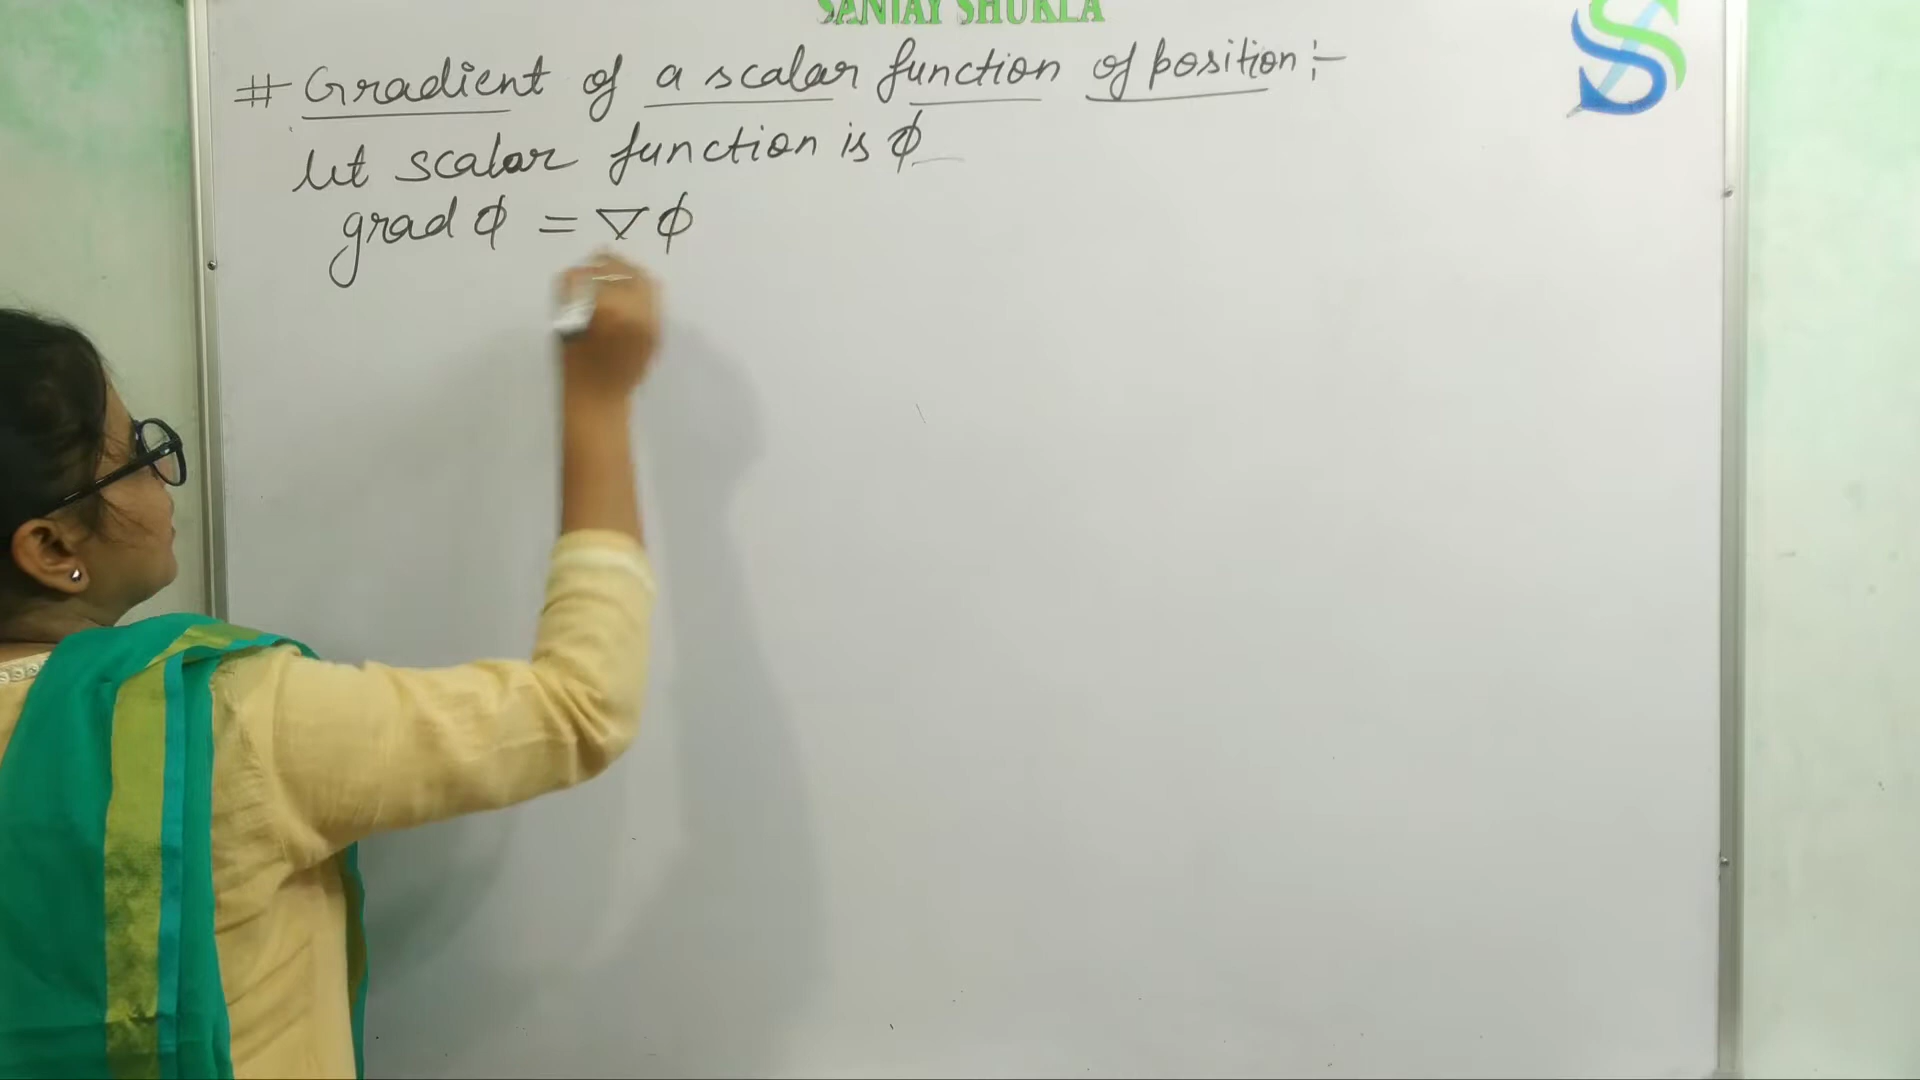 SANJAY SHUKLA
# Gradient of a scalar function of position :-
let scalar function is ϕ
grad ϕ = ∇ ϕ